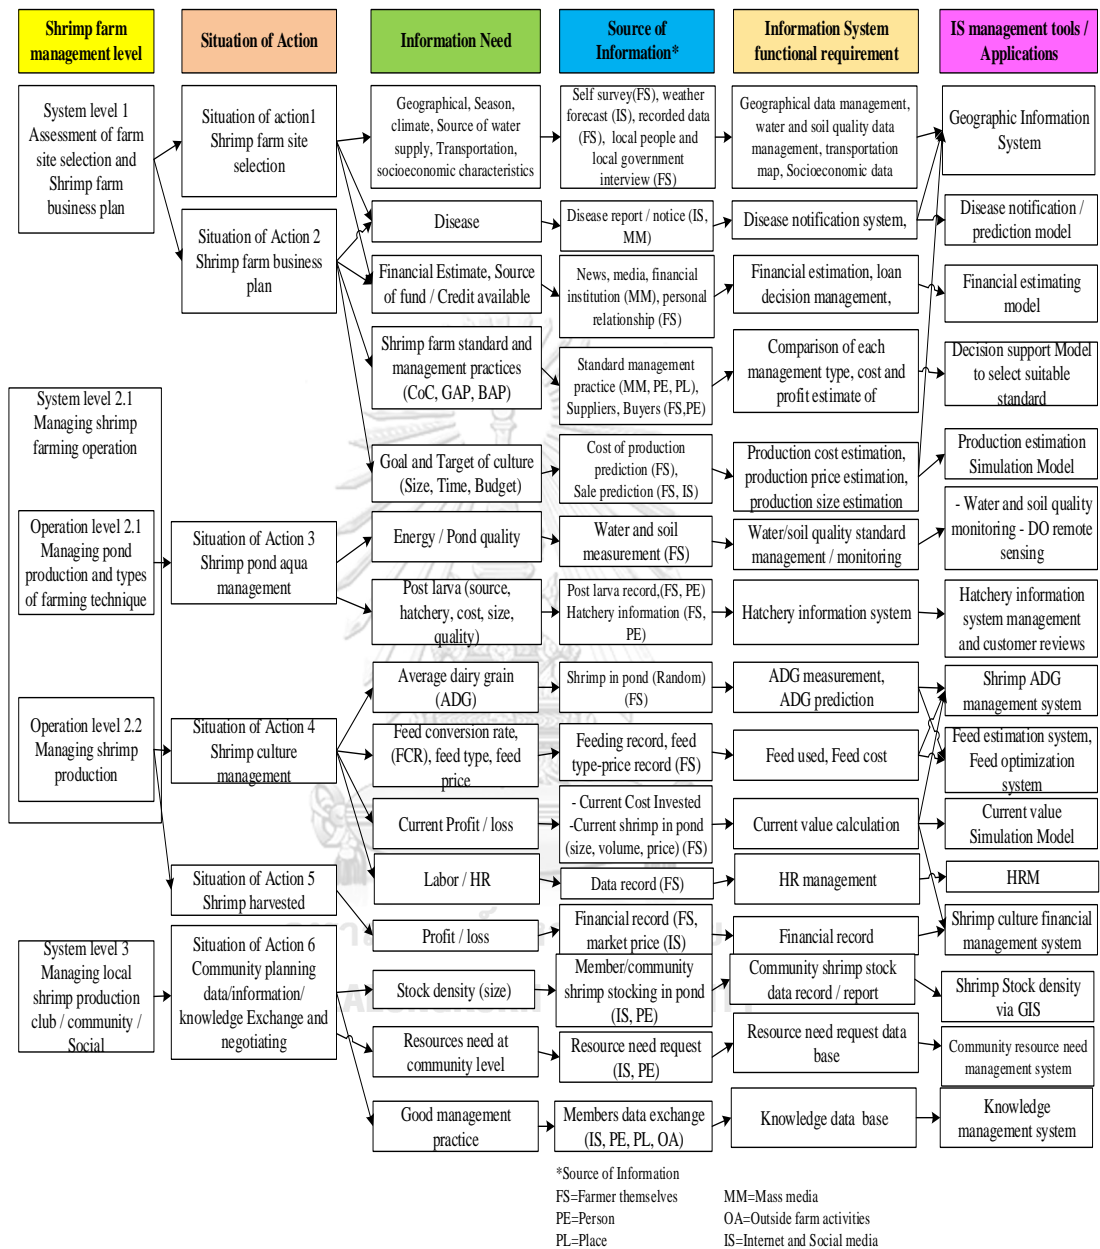 Shrimp farm
management level
Situation of Action
Information Need
Source of
Information*
Information System
functional requirement
IS management tools /
Applications
System level 1
Assessment of farm
site selection and
Shrimp farm
business plan
Situation of action1
Shrimp farm site
selection
Geographical, Season,
climate, Source of water
supply, Transportation,
socioeconomic characteristics
Self survey(FS), weather
forecast (IS), recorded data
(FS), local people and
local government
interview (FS)
Geographical data management,
water and soil quality data
management, transportation
map, Socioeconomic data
Geographic Information
System
Situation of Action 2
Shrimp farm business
plan
Disease
Disease report / notice (IS,
MM)
Disease notification system,
Disease notification /
prediction model
Financial Estimate, Source
of fund / Credit available
News, media, financial
institution (MM), personal
relationship (FS)
Financial estimation, loan
decision management,
Financial estimating
model
Shrimp farm standard and
management practices
(CoC, GAP, BAP)
Standard management
practice (MM, PE, PL),
Suppliers, Buyers (FS,PE)
Comparison of each
management type, cost and
profit estimate of
Decision support Model
to select suitable
standard
System level 2.1
Managing shrimp
farming operation
Goal and Target of culture
(Size, Time, Budget)
Cost of production
prediction (FS),
Sale prediction (FS, IS)
Production cost estimation,
production price estimation,
production size estimation
Production estimation
Simulation Model
Operation level 2.1
Managing pond
production and types
of farming technique
Situation of Action 3
Shrimp pond aqua
management
Energy / Pond quality
Water and soil
measurement (FS)
Water/soil quality standard
management / monitoring
- Water and soil quality
monitoring - DO remote
sensing
Post larva (source,
hatchery, cost, size,
quality)
Post larva record,(FS, PE)
Hatchery information (FS,
PE)
Hatchery information system
Hatchery information
system management
and customer reviews
Operation level 2.2
Managing shrimp
production
Situation of Action 4
Shrimp culture
management
Average dairy grain
(ADG)
Shrimp in pond (Random)
(FS)
ADG measurement,
ADG prediction
Shrimp ADG
management system
Feed conversion rate,
(FCR), feed type, feed
price
Feeding record, feed
type-price record (FS)
Feed used, Feed cost
Feed estimation system,
Feed optimization
system
Current Profit / loss
- Current Cost Invested
-Current shrimp in pond
(size, volume, price) (FS)
Current value calculation
Current value
Simulation Model
Labor / HR
Data record (FS)
HR management
HRM
Situation of Action 5
Shrimp harvested
Profit / loss
Financial record (FS,
market price (IS)
Financial record
Shrimp culture financial
management system
System level 3
Managing local
shrimp production
club / community /
Social
Situation of Action 6
Community planning
data/information/
knowledge Exchange and
negotiating
Stock density (size)
Member/community
shrimp stocking in pond
(IS, PE)
Community shrimp stock
data record / report
Shrimp Stock density
via GIS
Resources need at
community level
Resource need request
(IS, PE)
Resource need request data
base
Community resource need
management system
Good management
practice
Members data exchange
(IS, PE, PL, OA)
Knowledge data base
Knowledge
management system
*Source of Information
FS=Farmer themselves
MM=Mass media
PE=Person
OA=Outside farm activities
PL=Place
IS=Internet and Social media